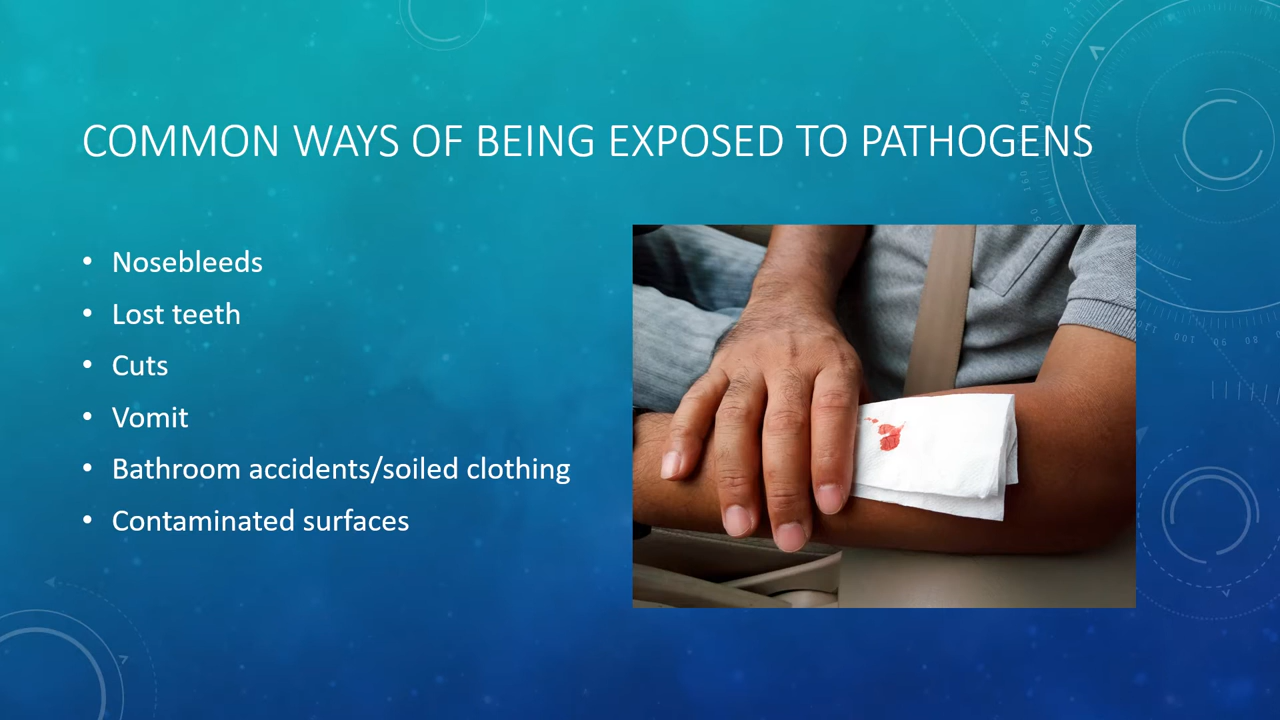 COMMON WAYS OF BEING EXPOSED TO PATHOGENS
• Nosebleeds
• Lost teeth
• Cuts
• Vomit
• Bathroom accidents/soiled clothing
• Contaminated surfaces